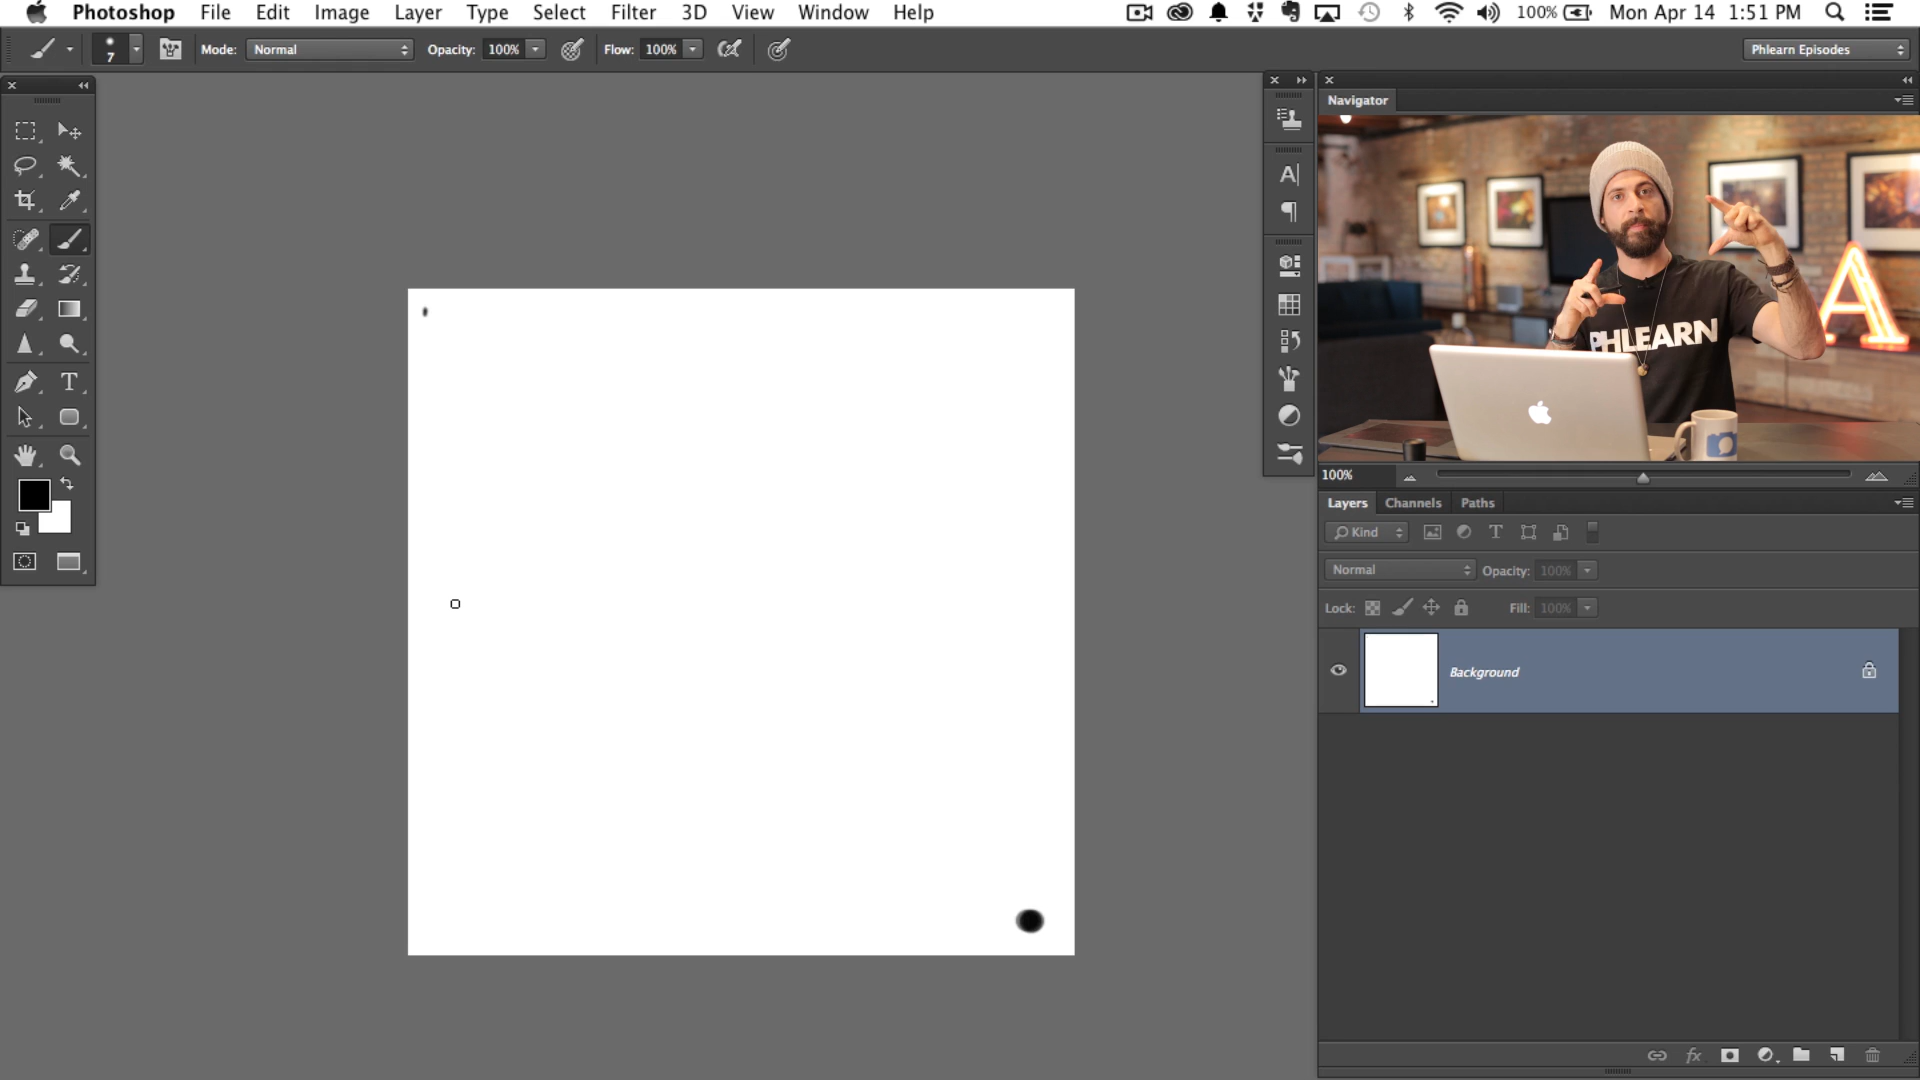 Photoshop File Edit Image Layer Type Select Filter 3D View Window Help 100% Mon Apr 14 1:51 PM
7 Mode: Normal Opacity: 100% Flow: 100% Phlearn Episodes
Navigator
A
PHLEARN
100%
Layers Channels Paths
Kind
Normal Opacity: 100%
Lock: Fill: 100%
Background